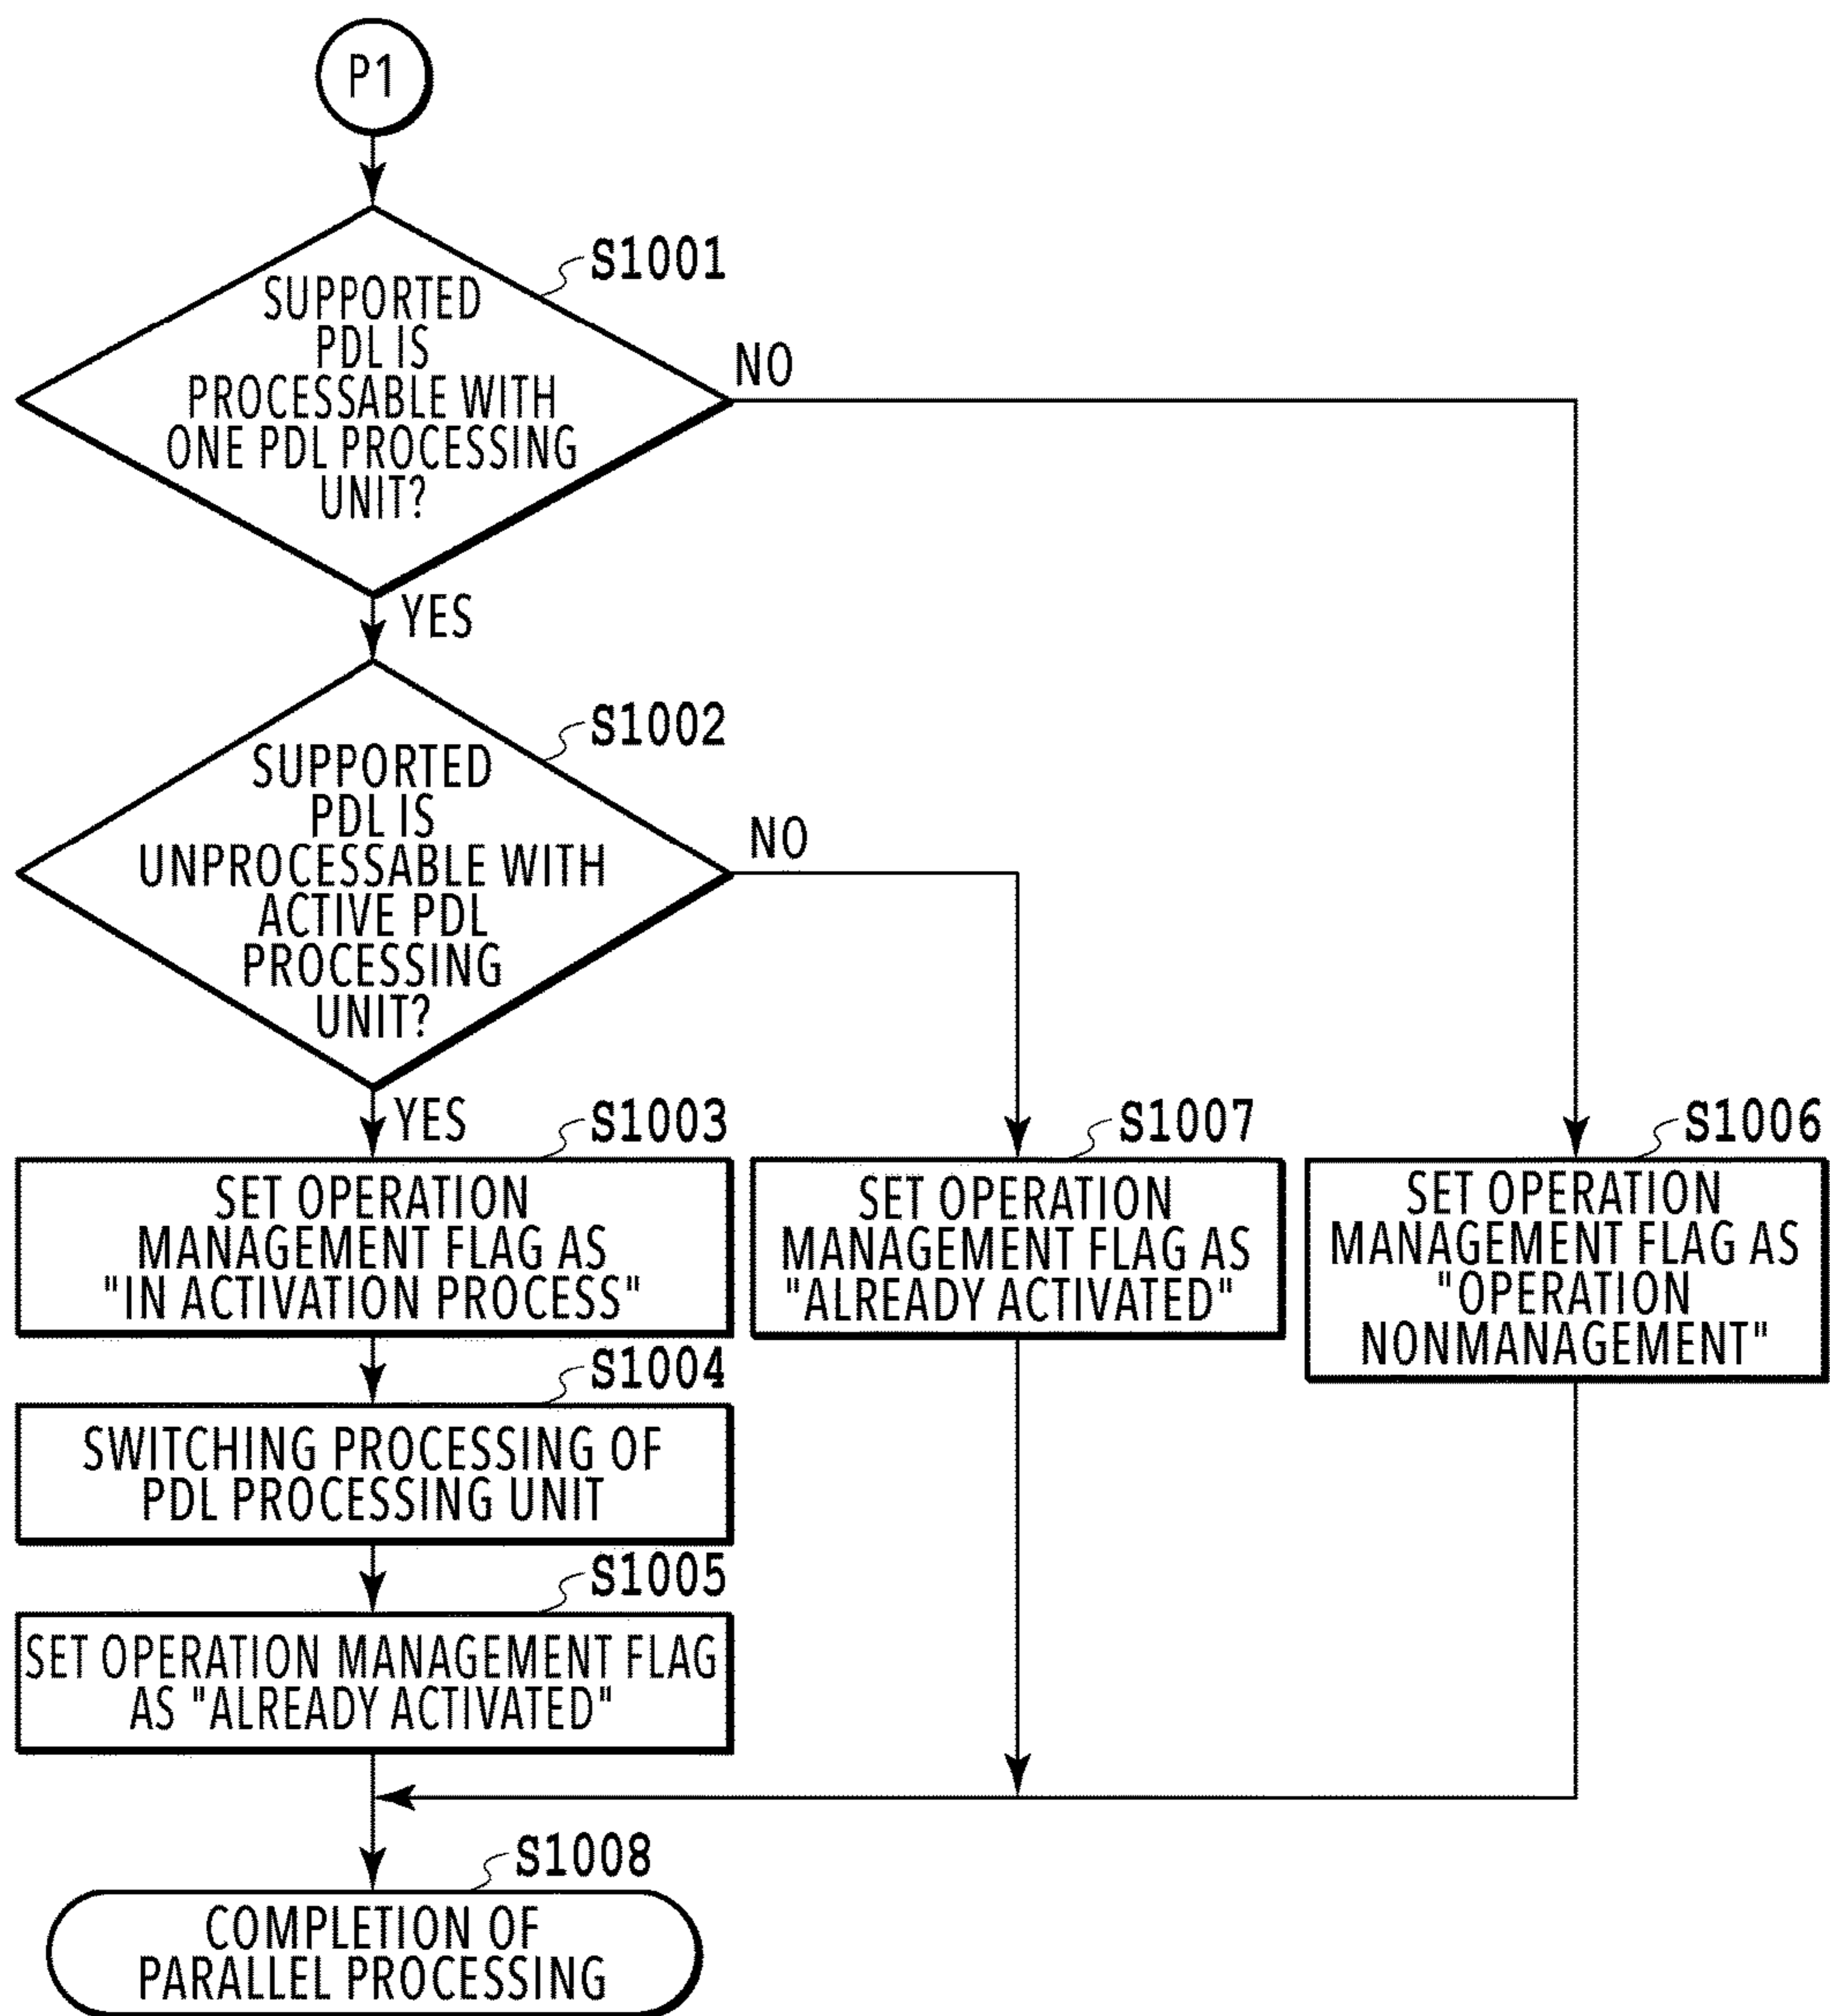 P1
S1001
SUPPORTED
PDL IS
PROCESSABLE WITH
ONE PDL PROCESSING
UNIT?
NO
YES
S1002
SUPPORTED
PDL IS
UNPROCESSABLE WITH
ACTIVE PDL
PROCESSING
UNIT?
NO
YES
S1003
SET OPERATION
MANAGEMENT FLAG AS
"IN ACTIVATION PROCESS"
S1007
SET OPERATION
MANAGEMENT FLAG AS
"ALREADY ACTIVATED"
S1006
SET OPERATION
MANAGEMENT FLAG AS
"OPERATION
NONMANAGEMENT"
S1004
SWITCHING PROCESSING OF
PDL PROCESSING UNIT
S1005
SET OPERATION MANAGEMENT FLAG
AS "ALREADY ACTIVATED"
S1008
COMPLETION OF
PARALLEL PROCESSING